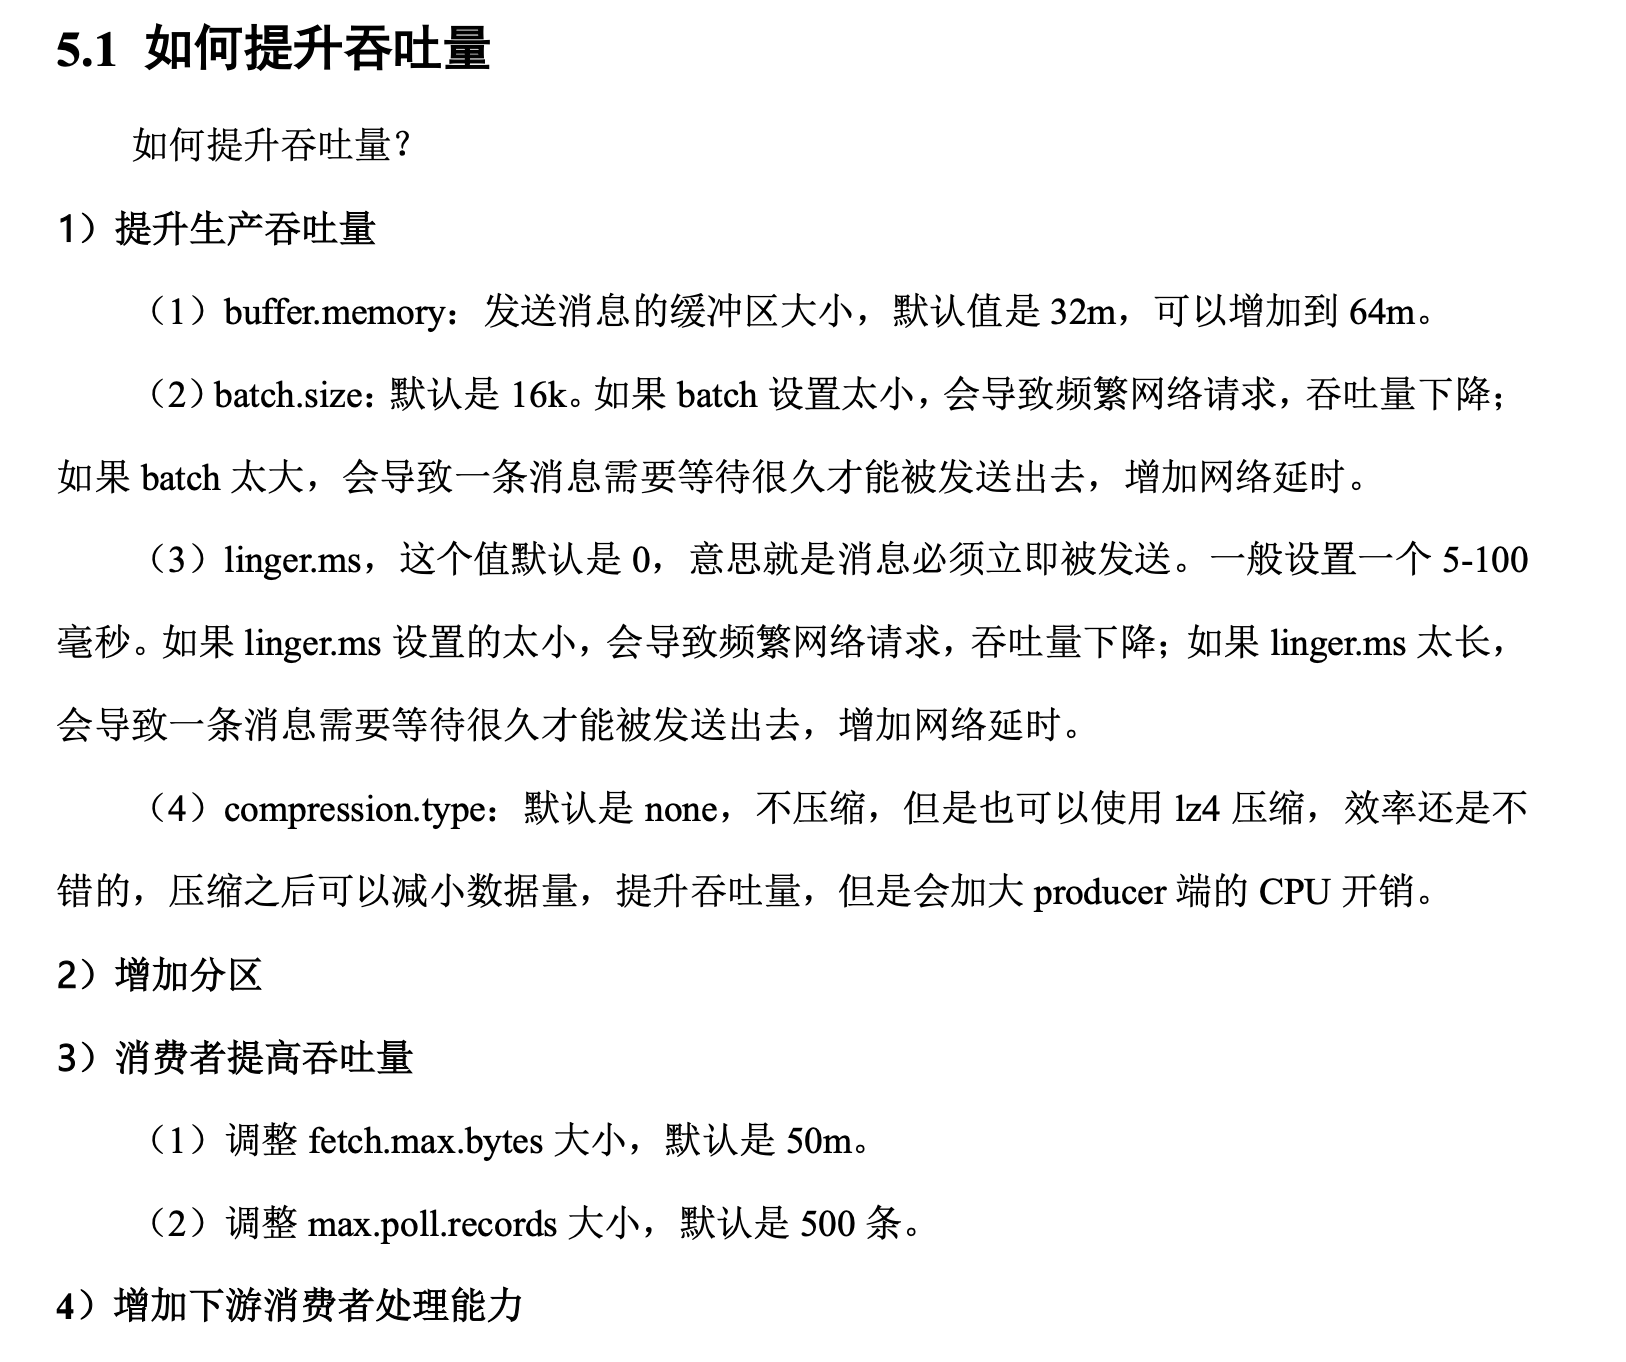 5.1 如何提升吞吐量
如何提升吞吐量？
1）提升生产吞吐量
（1）buffer.memory：发送消息的缓冲区大小，默认值是 32m，可以增加到 64m。
（2）batch.size：默认是 16k。如果 batch 设置太小，会导致频繁网络请求，吞吐量下降；
如果 batch 太大，会导致一条消息需要等待很久才能被发送出去，增加网络延时。
（3）linger.ms，这个值默认是 0，意思就是消息必须立即被发送。一般设置一个 5-100
毫秒。如果 linger.ms 设置的太小，会导致频繁网络请求，吞吐量下降；如果 linger.ms 太长，
会导致一条消息需要等待很久才能被发送出去，增加网络延时。
（4）compression.type：默认是 none，不压缩，但是也可以使用 lz4 压缩，效率还是不
错的，压缩之后可以减小数据量，提升吞吐量，但是会加大 producer 端的 CPU 开销。
2）增加分区
3）消费者提高吞吐量
（1）调整 fetch.max.bytes 大小，默认是 50m。
（2）调整 max.poll.records 大小，默认是 500 条。
4）增加下游消费者处理能力